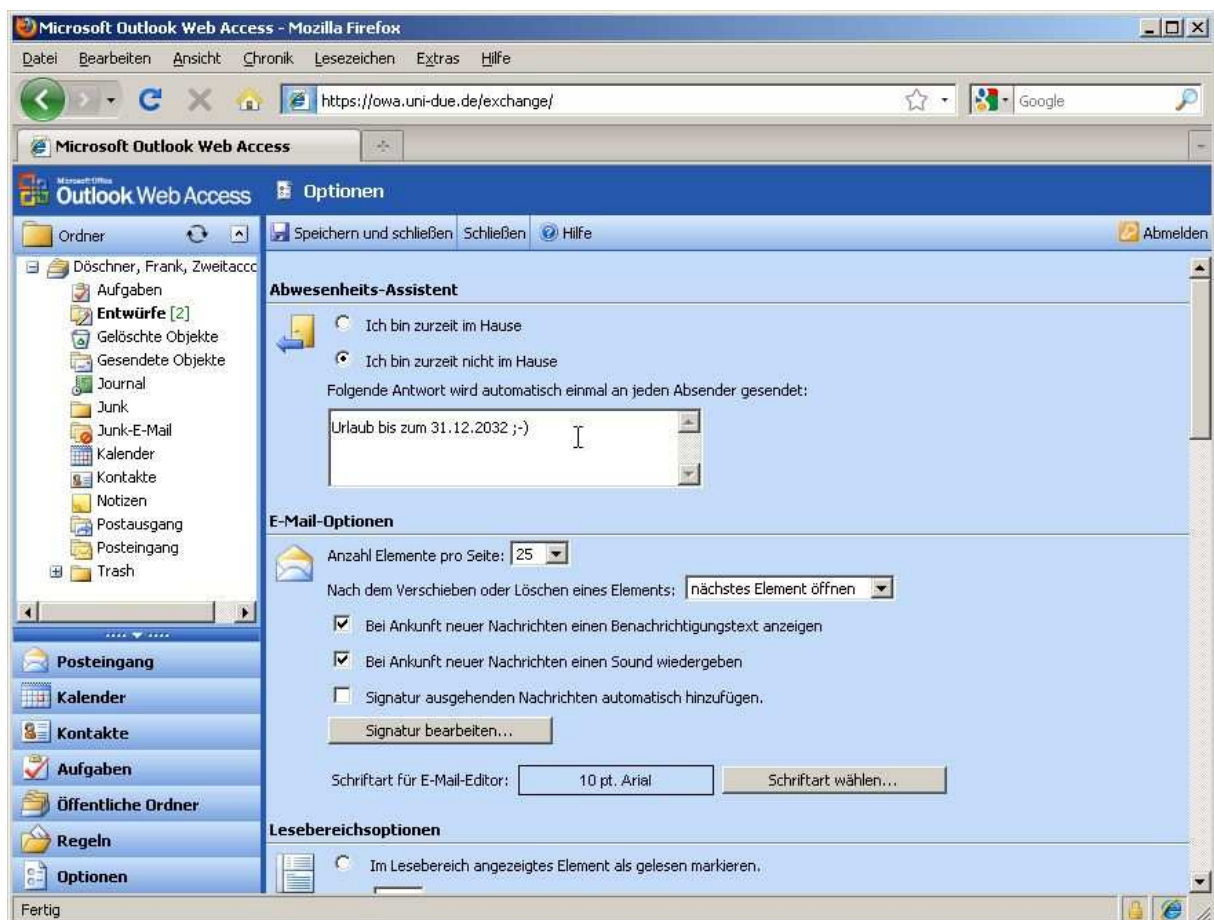 Microsoft Outlook Web Access - Mozilla Firefox
Datei Bearbeiten Ansicht Chronik Lesezeichen Extras Hilfe
https://owa.uni-due.de/exchange/ Google
Microsoft Outlook Web Access
Microsoft Office
Outlook Web Access Optionen
Ordner Speichern und schließen Schließen Hilfe Abmelden
Döschner, Frank, Zweitacco
Aufgaben
Entwürfe [2]
Gelöschte Objekte
Gesendete Objekte
Journal
Junk
Junk-E-Mail
Kalender
Kontakte
Notizen
Postausgang
Posteingang
Trash
Posteingang
Kalender
Kontakte
Aufgaben
Öffentliche Ordner
Regeln
Optionen
Abwesenheits-Assistent
Ich bin zurzeit im Hause
Ich bin zurzeit nicht im Hause
Folgende Antwort wird automatisch einmal an jeden Absender gesendet:
Urlaub bis zum 31.12.2032 ;-)
E-Mail-Optionen
Anzahl Elemente pro Seite: 25
Nach dem Verschieben oder Löschen eines Elements: nächstes Element öffnen
Bei Ankunft neuer Nachrichten einen Benachrichtigungstext anzeigen
Bei Ankunft neuer Nachrichten einen Sound wiedergeben
Signatur ausgehenden Nachrichten automatisch hinzufügen.
Signatur bearbeiten...
Schriftart für E-Mail-Editor: 10 pt. Arial Schriftart wählen...
Lesebereichsoptionen
Im Lesebereich angezeigtes Element als gelesen markieren.
Fertig